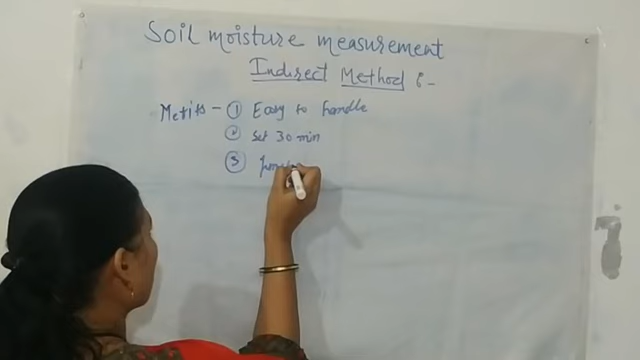 Soil moisture measurement
Indirect Method :-
Merits - ① Easy to handle
② Set 30 min
③